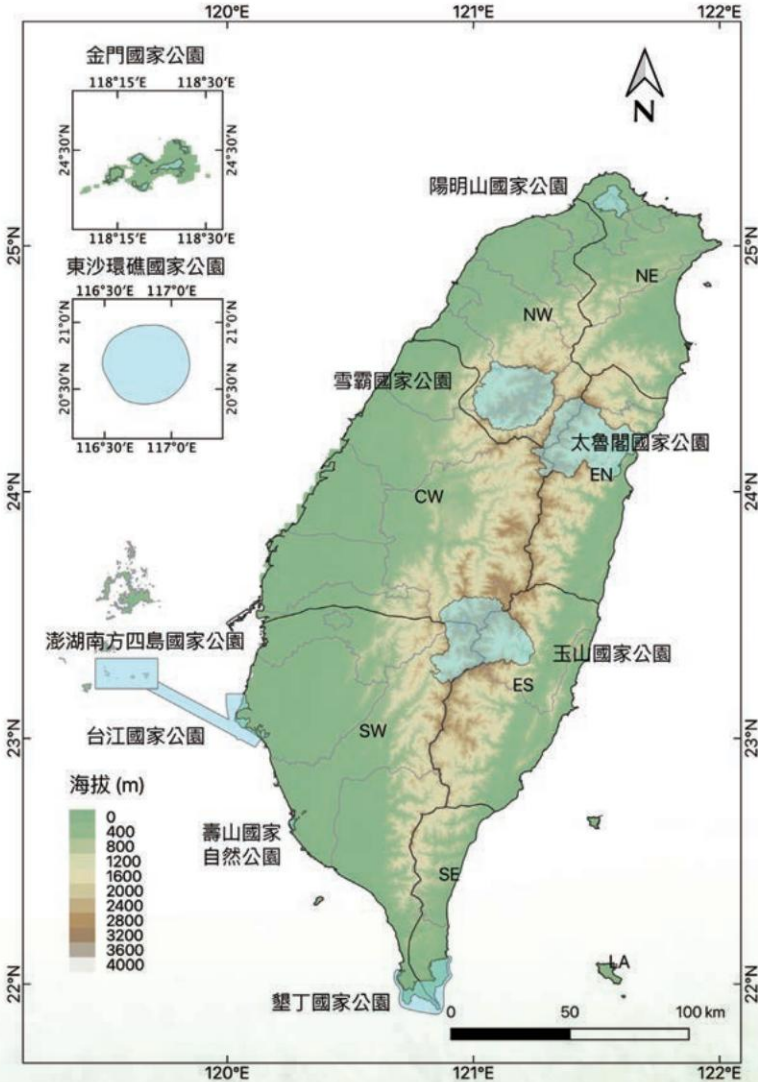 120°E 121°E 122°E
金門國家公園
118°15'E 118°30'E
24°30'N 24°30'N
118°15'E 118°30'E
N
陽明山國家公園
25°N 25°N
東沙環礁國家公園
116°30'E 117°0'E
21°0'N 21°0'N
20°30'N 20°30'N
116°30'E 117°0'E
NE
NW
雪霸國家公園
太魯閣國家公園
EN
24°N 24°N
CW
澎湖南方四島國家公園
玉山國家公園
ES
台江國家公園
SW
23°N 23°N
海拔 (m)
0
400
800
1200
1600
2000
2400
2800
3200
3600
4000
壽山國家
自然公園
SE
LA
22°N 22°N
墾丁國家公園
0 50 100 km
120°E 121°E 122°E